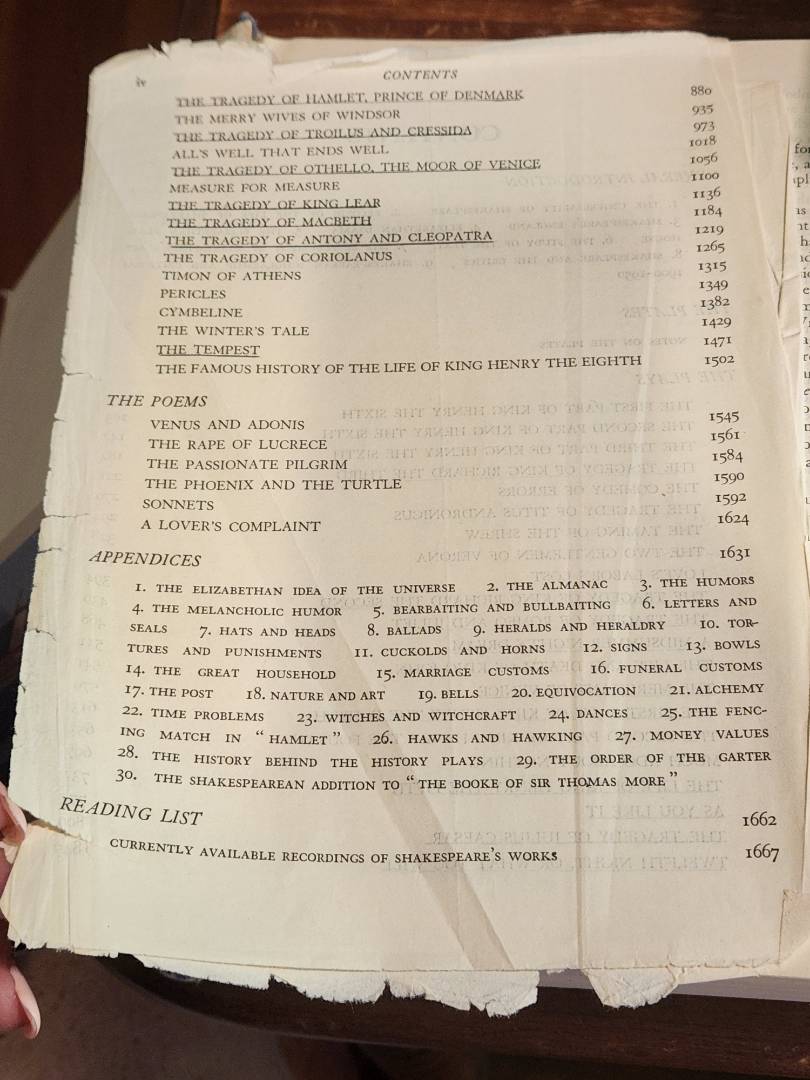 iv CONTENTS
THE TRAGEDY OF HAMLET, PRINCE OF DENMARK 880
THE MERRY WIVES OF WINDSOR 935
THE TRAGEDY OF TROILUS AND CRESSIDA 973
ALL'S WELL THAT ENDS WELL 1018
THE TRAGEDY OF OTHELLO, THE MOOR OF VENICE 1056
MEASURE FOR MEASURE 1100
THE TRAGEDY OF KING LEAR 1136
THE TRAGEDY OF MACBETH 1184
THE TRAGEDY OF ANTONY AND CLEOPATRA 1219
THE TRAGEDY OF CORIOLANUS 1265
TIMON OF ATHENS 1315
PERICLES 1349
CYMBELINE 1382
THE WINTER'S TALE 1429
THE TEMPEST 1471
THE FAMOUS HISTORY OF THE LIFE OF KING HENRY THE EIGHTH 1502
THE POEMS
VENUS AND ADONIS 1545
THE RAPE OF LUCRECE 1561
THE PASSIONATE PILGRIM 1584
THE PHOENIX AND THE TURTLE 1590
SONNETS 1592
A LOVER'S COMPLAINT 1624
APPENDICES 1631
1. THE ELIZABETHAN IDEA OF THE UNIVERSE 2. THE ALMANAC 3. THE HUMORS
4. THE MELANCHOLIC HUMOR 5. BEARBAITING AND BULLBAITING 6. LETTERS AND
SEALS 7. HATS AND HEADS 8. BALLADS 9. HERALDS AND HERALDRY 10. TOR-
TURES AND PUNISHMENTS 11. CUCKOLDS AND HORNS 12. SIGNS 13. BOWLS
14. THE GREAT HOUSEHOLD 15. MARRIAGE CUSTOMS 16. FUNERAL CUSTOMS
17. THE POST 18. NATURE AND ART 19. BELLS 20. EQUIVOCATION 21. ALCHEMY
22. TIME PROBLEMS 23. WITCHES AND WITCHCRAFT 24. DANCES 25. THE FENC-
ING MATCH IN "HAMLET" 26. HAWKS AND HAWKING 27. MONEY VALUES
28. THE HISTORY BEHIND THE HISTORY PLAYS 29. THE ORDER OF THE GARTER
30. THE SHAKESPEAREAN ADDITION TO "THE BOOKE OF SIR THOMAS MORE"
READING LIST 1662
CURRENTLY AVAILABLE RECORDINGS OF SHAKESPEARE'S WORKS 1667